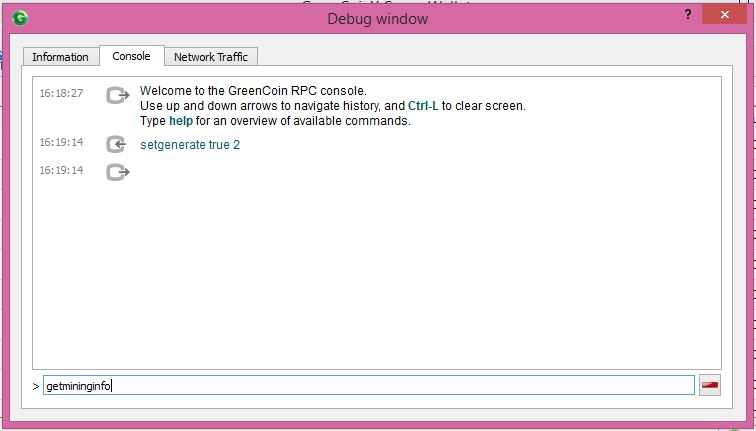 Debug window
?
x
Information
Console
Network Traffic
16:18:27
Welcome to the GreenCoin RPC console.
Use up and down arrows to navigate history, and Ctrl-L to clear screen.
Type help for an overview of available commands.
16:19:14
setgenerate true 2
16:19:14
> getmininginfo